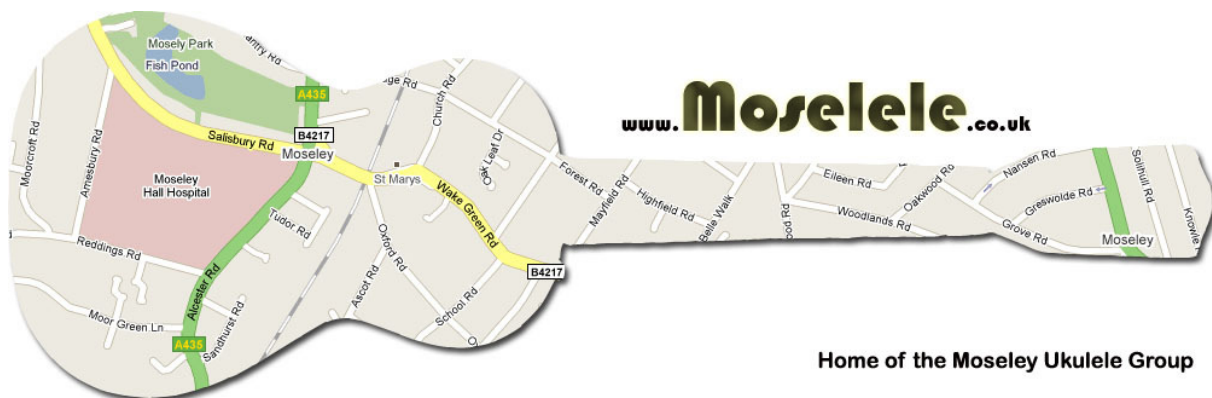 Mosely Park
Fish Pond
A435
B4217
Salisbury Rd
Moseley
Moorcroft Rd
Amesbury Rd
Moseley
Hall Hospital
Reddings Rd
Tudor Rd
Alcester Rd
Moor Green Ln
A435
Sandhurst Rd
St Marys
Church Rd
Oak Leaf Dr
Wake Green Rd
Oxford Rd
Ascot Rd
School Rd
B4217
Forest Rd
Mayfield Rd
Highfield Rd
Belle Walk
Eileen Rd
Woodlands Rd
Oakwood Rd
Nansen Rd
Greswolde Rd
Grove Rd
Solihull Rd
Moseley
www.Moselele.co.uk
Home of the Moseley Ukulele Group